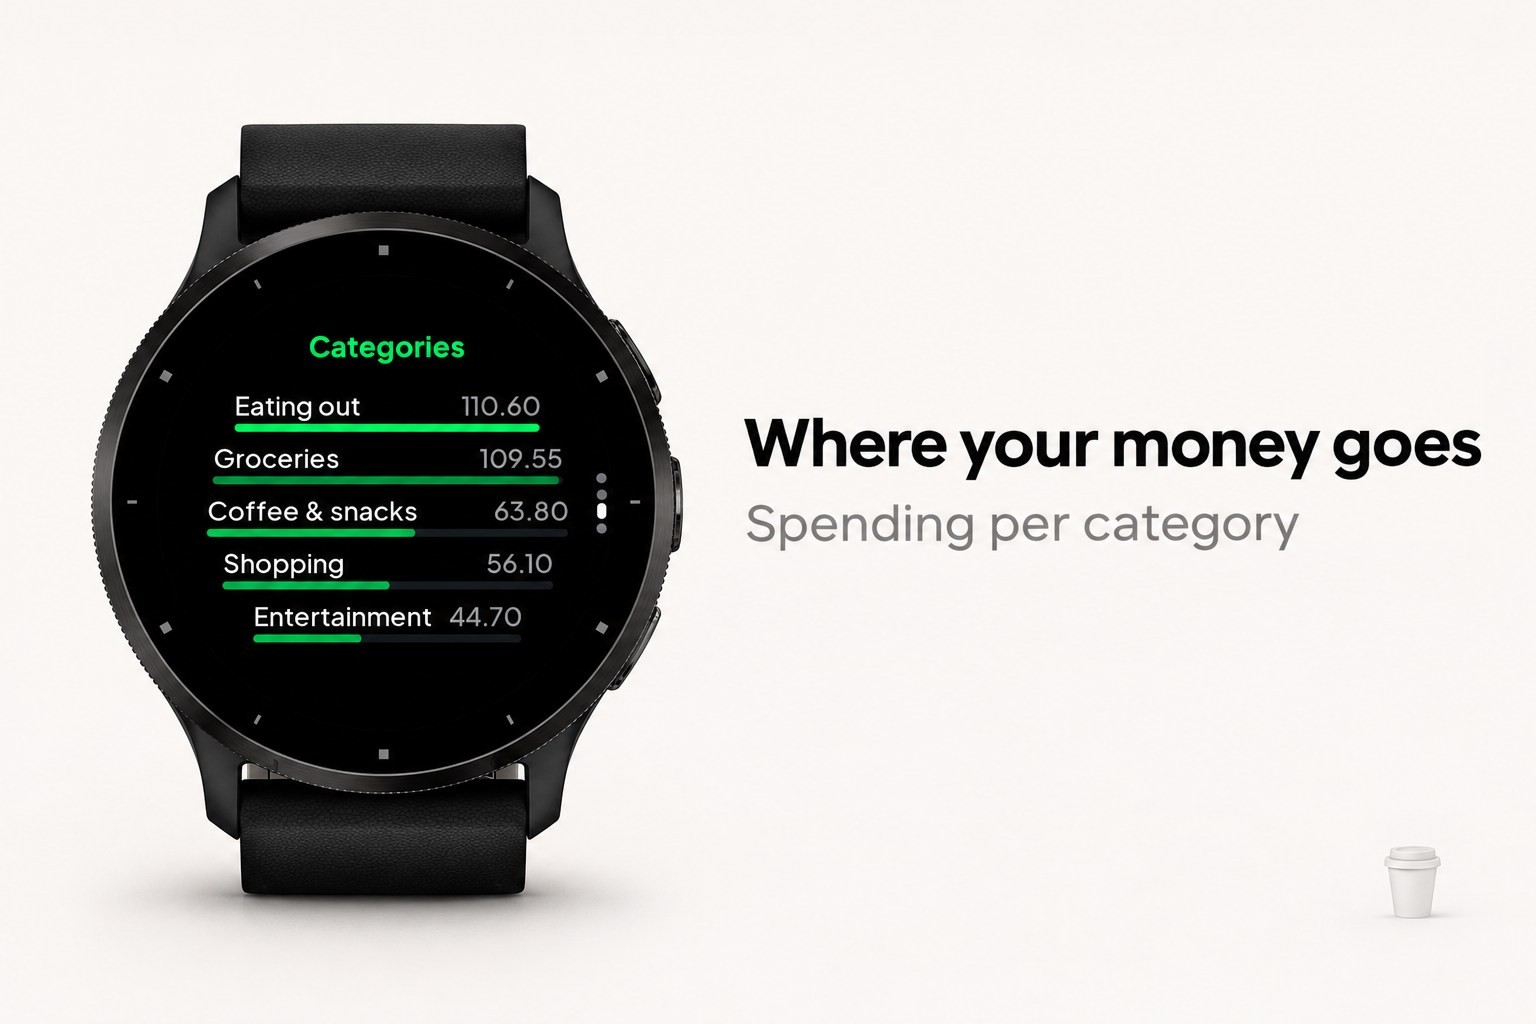 Categories
Eating out 110.60
Groceries 109.55
Coffee & snacks 63.80
Shopping 56.10
Entertainment 44.70
Where your money goes
Spending per category